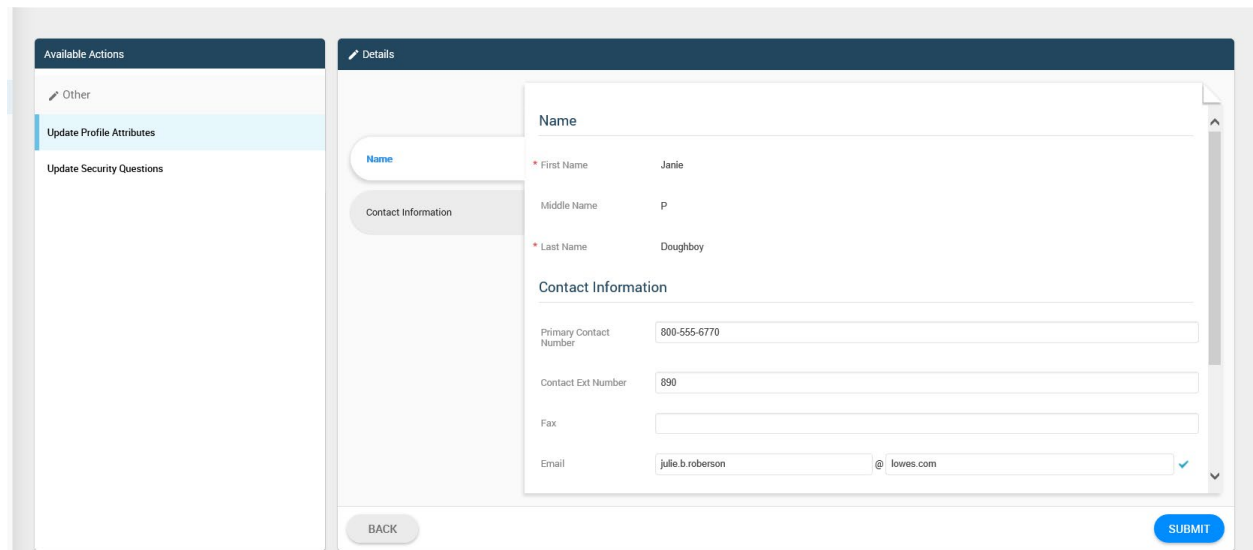 Available Actions
Other
Update Profile Attributes
Update Security Questions
Details
Name
Contact Information
Name
* First Name Janie
Middle Name P
* Last Name Doughboy
Contact Information
Primary Contact
Number
800-555-6770
Contact Ext Number 890
Fax
Email julie.b.roberson @ lowes.com
BACK
SUBMIT